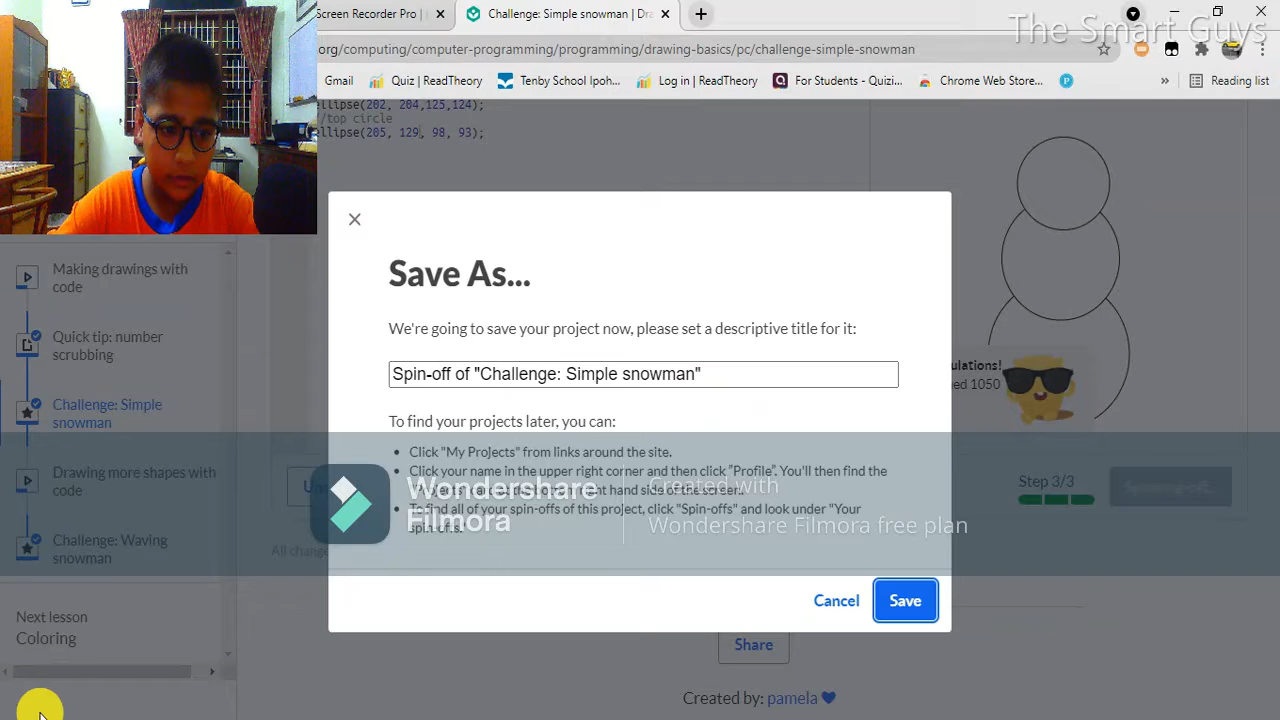 Screen Recorder Pro |
Challenge: Simple snowman | Dra
The Smart Guys
org/computing/computer-programming/programming/drawing-basics/pc/challenge-simple-snowman
Gmail
Quiz | ReadTheory
Tenby School Ipoh...
Log in | ReadTheory
For Students - Quizi...
Chrome Web Store...
»
Reading list
llipse(202, 204,125,124);
/top circle
llipse(205, 129, 98, 93);
Making drawings with
code
Quick tip: number
scrubbing
Challenge: Simple
snowman
Drawing more shapes with
code
Challenge: Waving
snowman
Next lesson
Coloring
Save As...
We're going to save your project now, please set a descriptive title for it:
Spin-off of "Challenge: Simple snowman"
To find your projects later, you can:
• Click "My Projects" from links around the site.
• Click your name in the upper right corner and then click "Profile". You'll then find the
• To find all of your spin-offs of this project, click "Spin-offs" and look under "Your
Spin-offs."
Wondershare
Filmora
Created with
Wondershare Filmora free plan
Cancel
Save
ulations!
ed 1050
Step 3/3
All change
Share
Created by: pamela